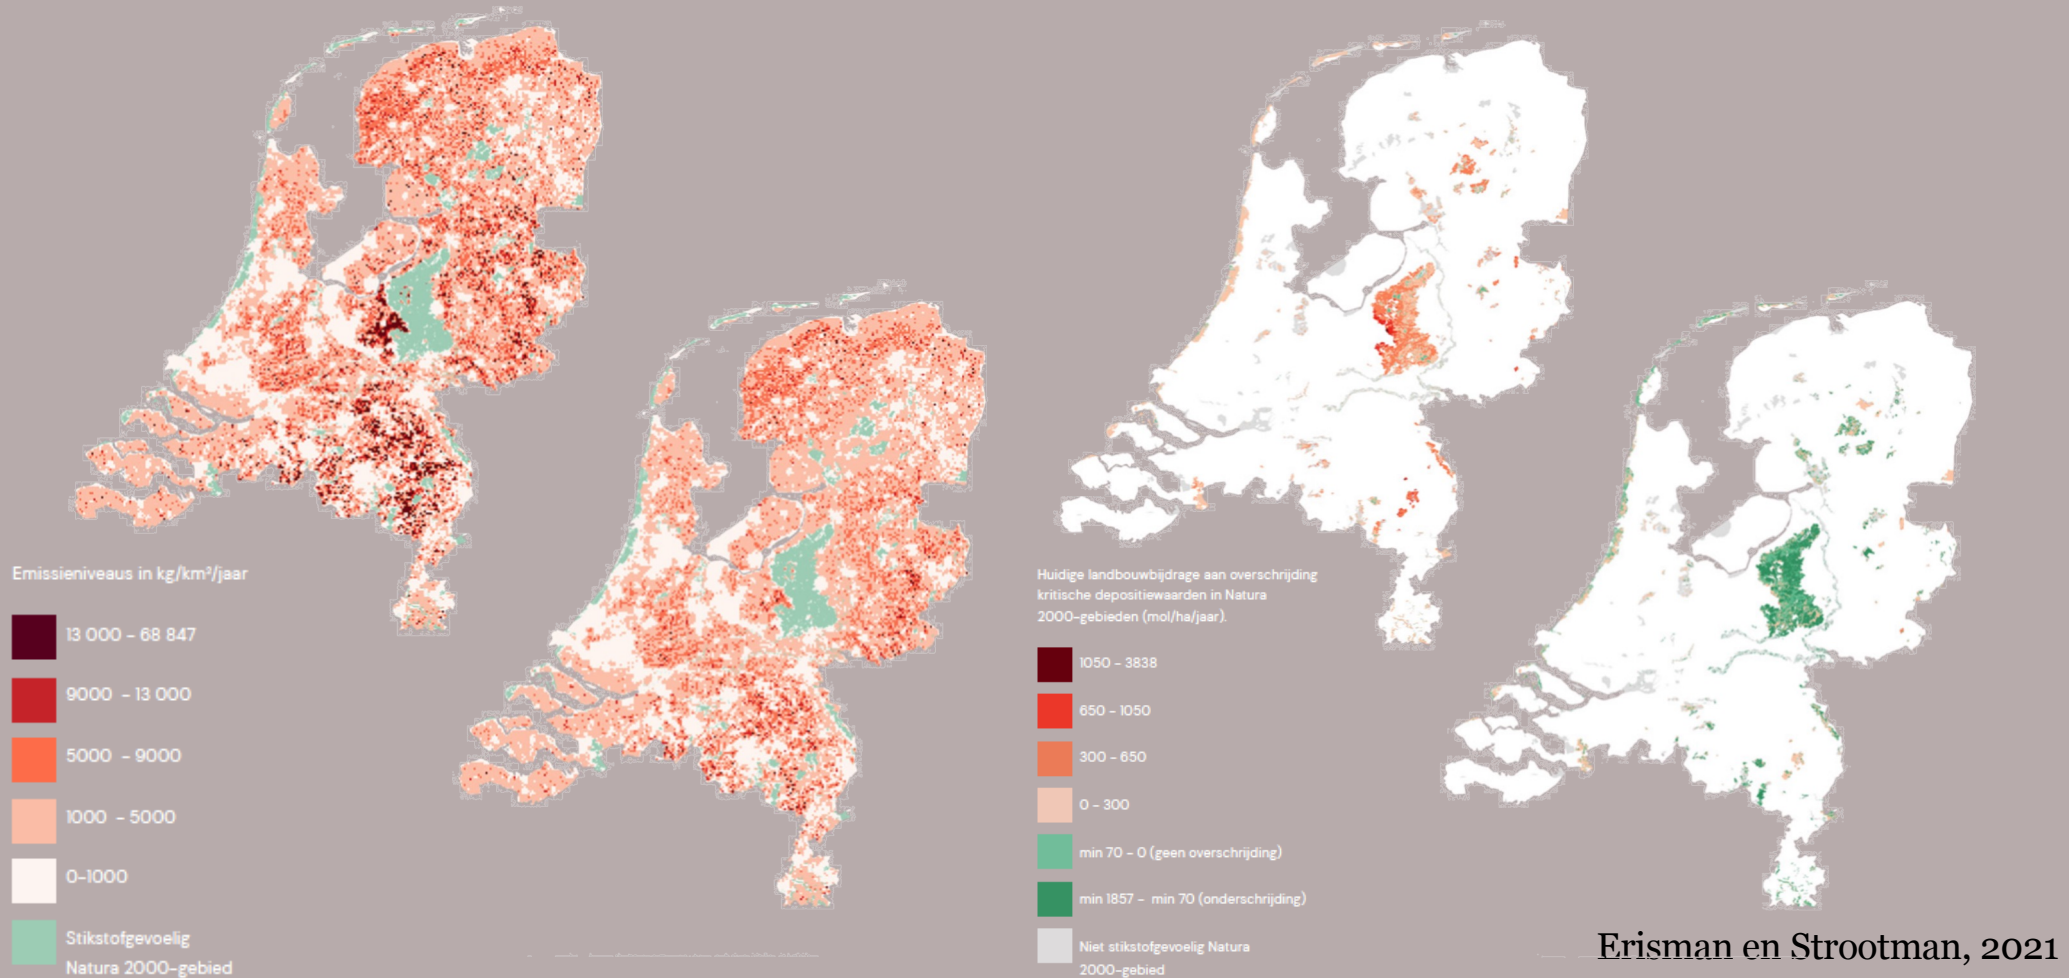 Emissieniveaus in kg/km²/jaar
13 000 - 68 847
9000 - 13 000
5000 - 9000
1000 - 5000
0-1000
Stikstofgevoelig
Natura 2000-gebied
Huidige landbouwbijdrage aan overschrijding
kritische depositiewaarden in Natura
2000-gebieden (mol/ha/jaar).
1050 - 3838
650 - 1050
300 - 650
0 - 300
min 70 - 0 (geen overschrijding)
min 1857 - min 70 (onderschrijding)
Niet stikstofgevoelig Natura
2000-gebied
Erisman en Strootman, 2021